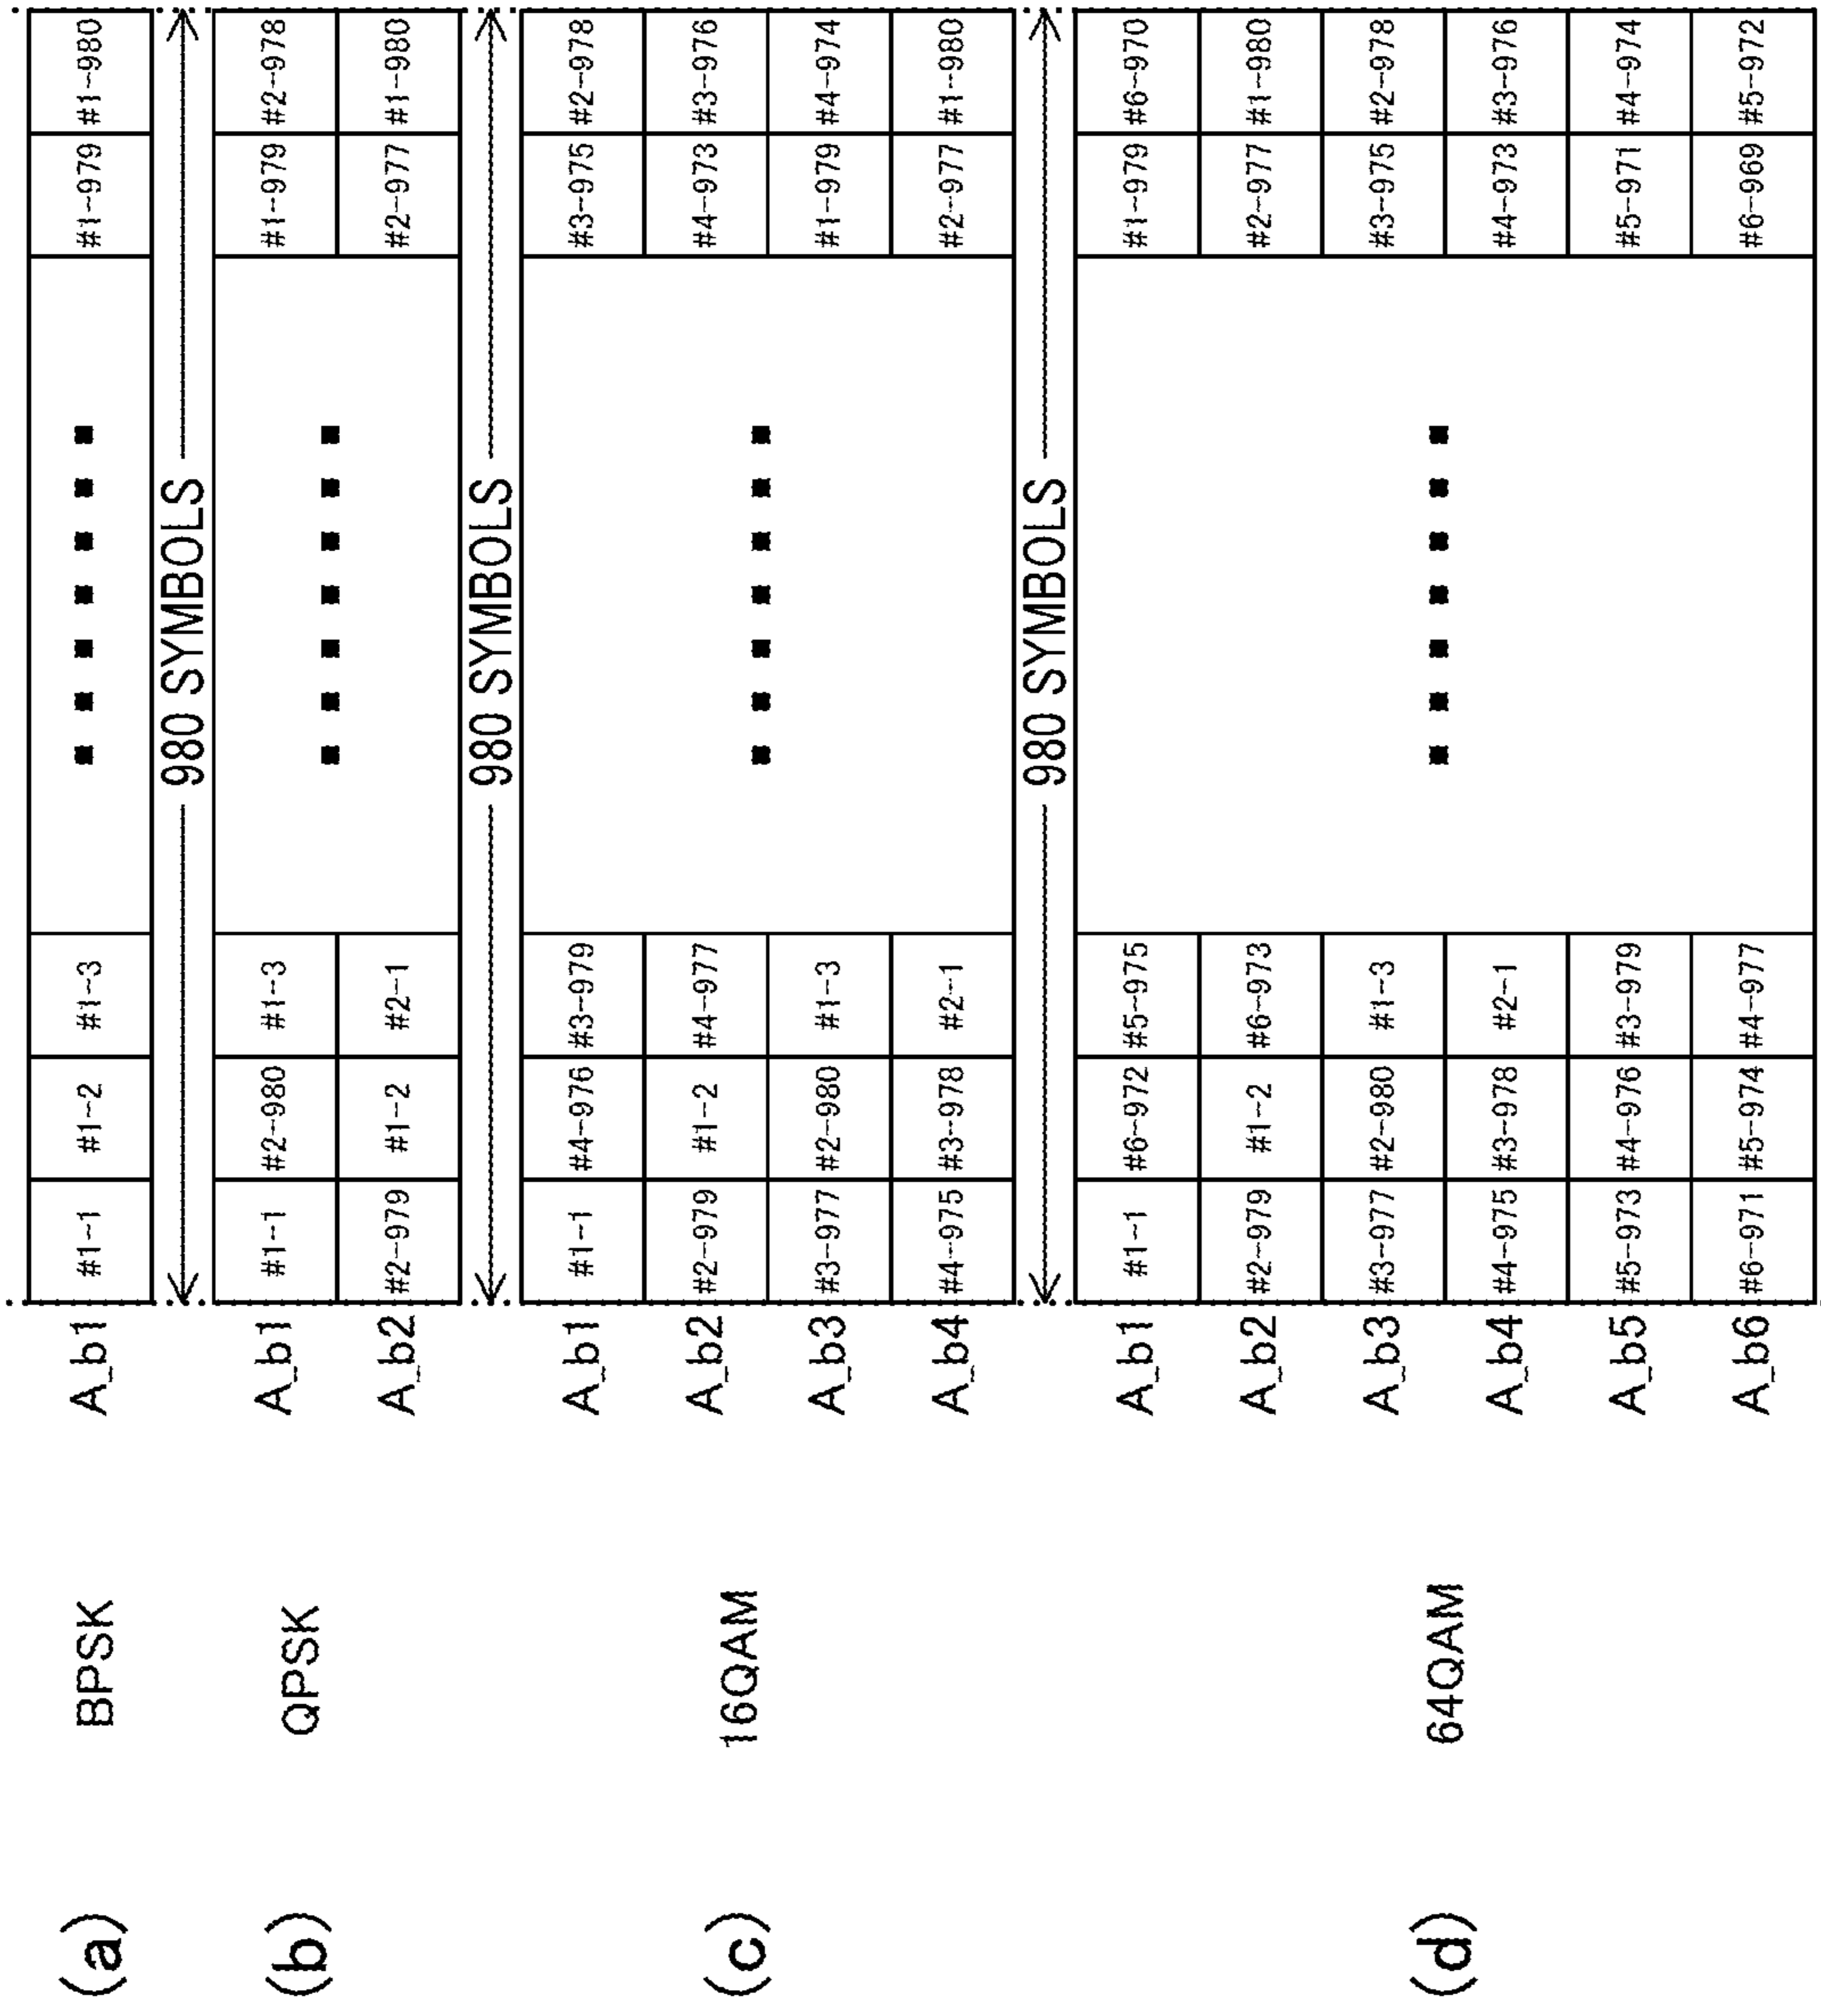 (a) BPSK A_b1 #1-1 #1-2 #1-3 #1-979 #1-980
980 SYMBOLS
(b) QPSK
A_b1 #1-1 #2-980 #1-3 #1-979 #2-978
A_b2 #2-979 #1-2 #2-1 #2-977 #1-980
980 SYMBOLS
(c) 16QAM
A_b1 #1-1 #4-976 #3-979 #3-975 #2-978
A_b2 #2-979 #1-2 #4-977 #4-973 #3-976
A_b3 #3-977 #2-980 #1-3 #1-979 #4-974
A_b4 #4-975 #3-978 #2-1 #2-977 #1-980
980 SYMBOLS
(d) 64QAM
A_b1 #1-1 #6-972 #5-975 #1-979 #6-970
A_b2 #2-979 #1-2 #6-973 #2-977 #1-980
A_b3 #3-977 #2-980 #1-3 #3-975 #2-978
A_b4 #4-975 #3-978 #2-1 #4-973 #3-976
A_b5 #5-973 #4-976 #3-979 #5-971 #4-974
A_b6 #6-971 #5-974 #4-977 #6-969 #5-972